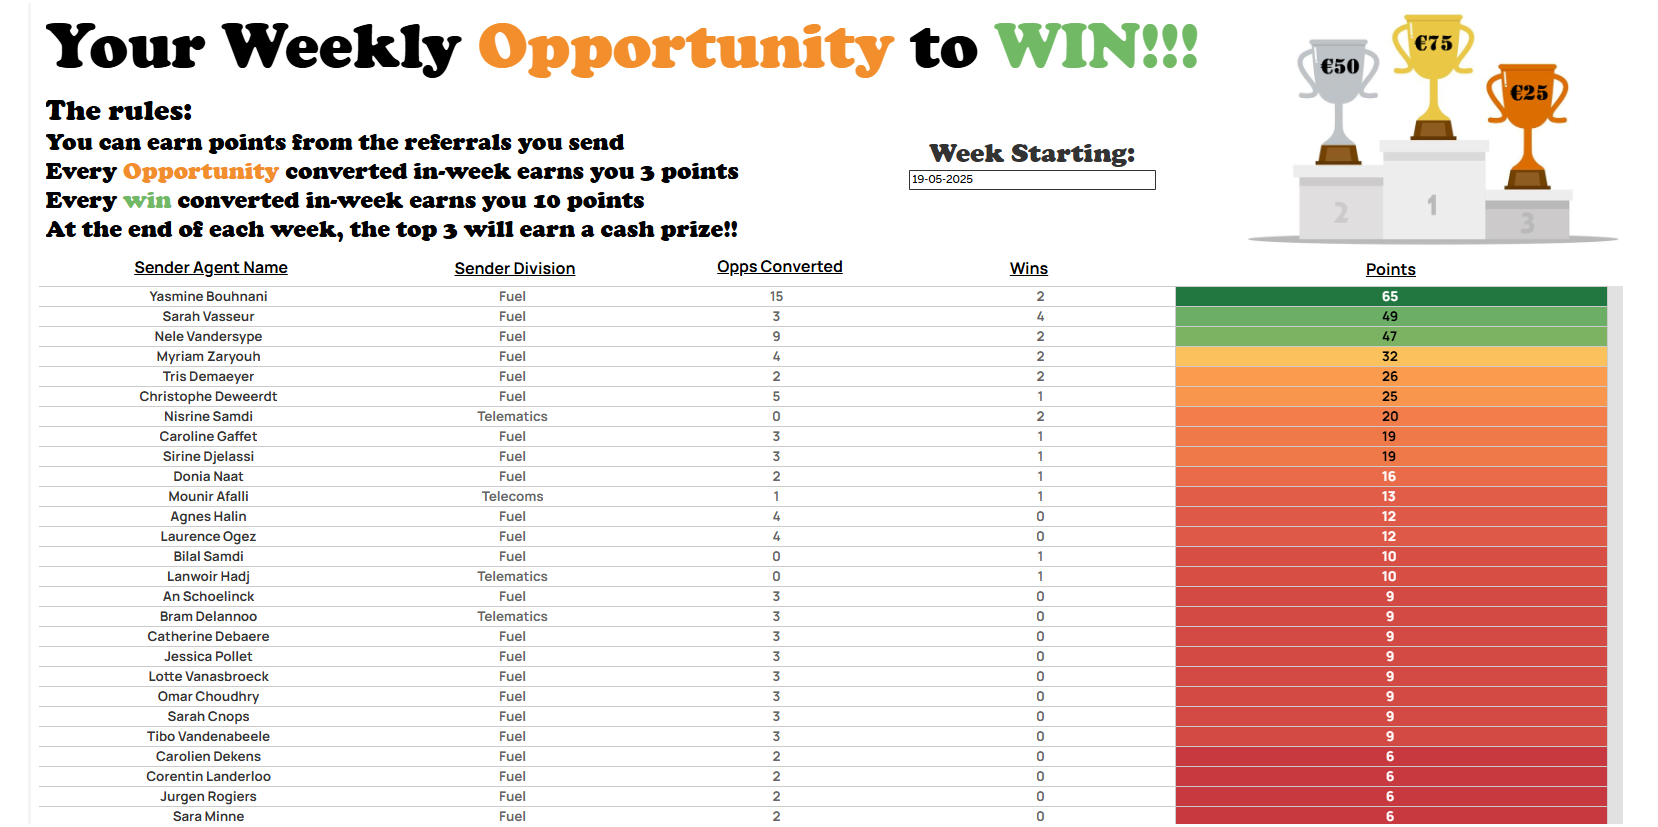 Your Weekly Opportunity to WIN!!!
€50
€75
€25
The rules:
You can earn points from the referrals you send
Every Opportunity converted in-week earns you 3 points
Every win converted in-week earns you 10 points
At the end of each week, the top 3 will earn a cash prize!!
Week Starting:
19-05-2025
2
1
3
Sender Agent Name Sender Division Opps Converted Wins Points
Yasmine Bouhnani Fuel 15 2 65
Sarah Vasseur Fuel 3 4 49
Nele Vandersype Fuel 9 2 47
Myriam Zaryouh Fuel 4 2 32
Tris Demaeyer Fuel 2 2 26
Christophe Deweerdt Fuel 5 1 25
Nisrine Samdi Telematics 0 2 20
Caroline Gaffet Fuel 3 1 19
Sirine Djelassi Fuel 3 1 19
Donia Naat Fuel 2 1 16
Mounir Afalli Telecoms 1 1 13
Agnes Halin Fuel 4 0 12
Laurence Ogez Fuel 4 0 12
Bilal Samdi Fuel 0 1 10
Lanwoir Hadj Telematics 0 1 10
An Schoelinck Fuel 3 0 9
Bram Delannoo Telematics 3 0 9
Catherine Debaere Fuel 3 0 9
Jessica Pollet Fuel 3 0 9
Lotte Vanasbroeck Fuel 3 0 9
Omar Choudhry Fuel 3 0 9
Sarah Cnops Fuel 3 0 9
Tibo Vandenabeele Fuel 3 0 9
Carolien Dekens Fuel 2 0 6
Corentin Landerloo Fuel 2 0 6
Jurgen Rogiers Fuel 2 0 6
Sara Minne Fuel 2 0 6